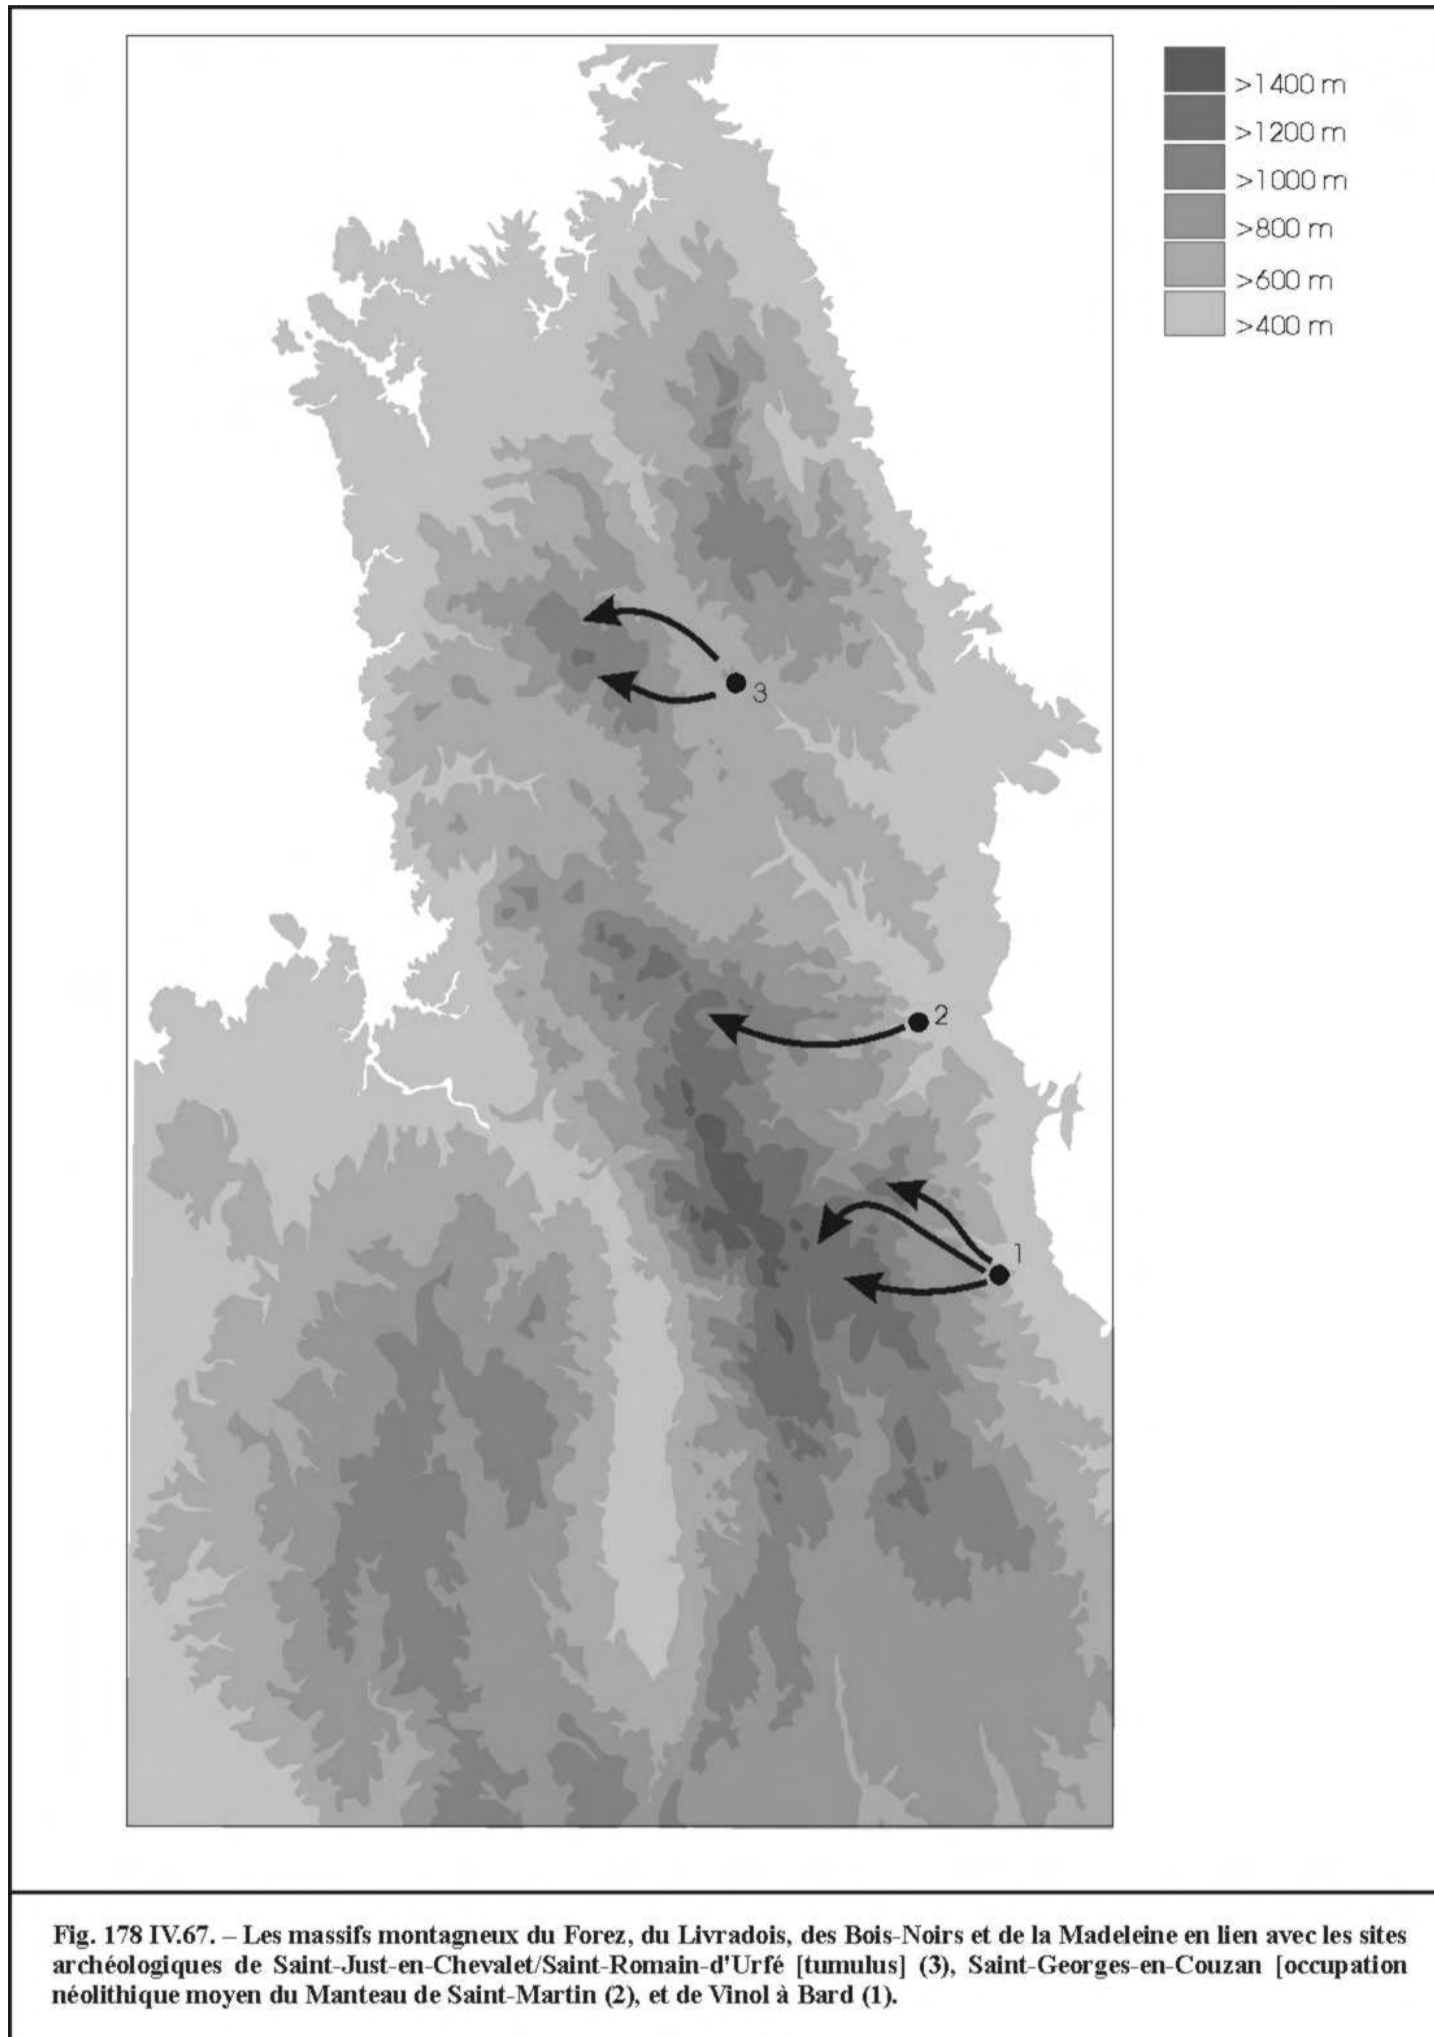 >1400 m
>1200 m
>1000 m
>800 m
>600 m
>400 m
3
2
1
Fig. 178 IV.67. – Les massifs montagneux du Forez, du Livradois, des Bois-Noirs et de la Madeleine en lien avec les sites
archéologiques de Saint-Just-en-Chevalet/Saint-Romain-d'Urfé [tumulus] (3), Saint-Georges-en-Couzan [occupation
néolithique moyen du Manteau de Saint-Martin (2), et de Vinol à Bard (1).